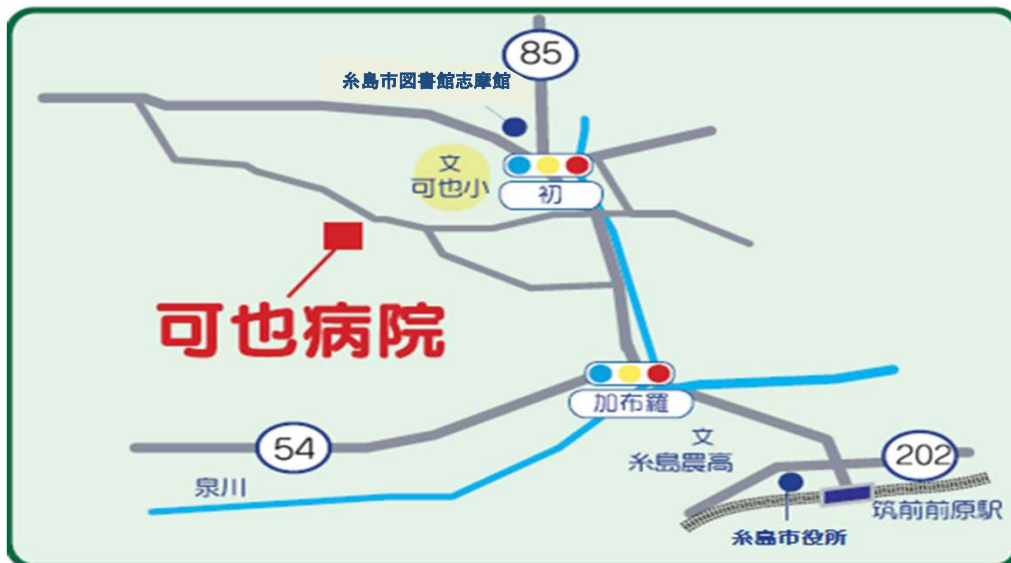 85
糸島市図書館志摩館
文
可也小
初
可也病院
加布羅
54
文
糸島農高
202
泉川
筑前前原駅
糸島市役所